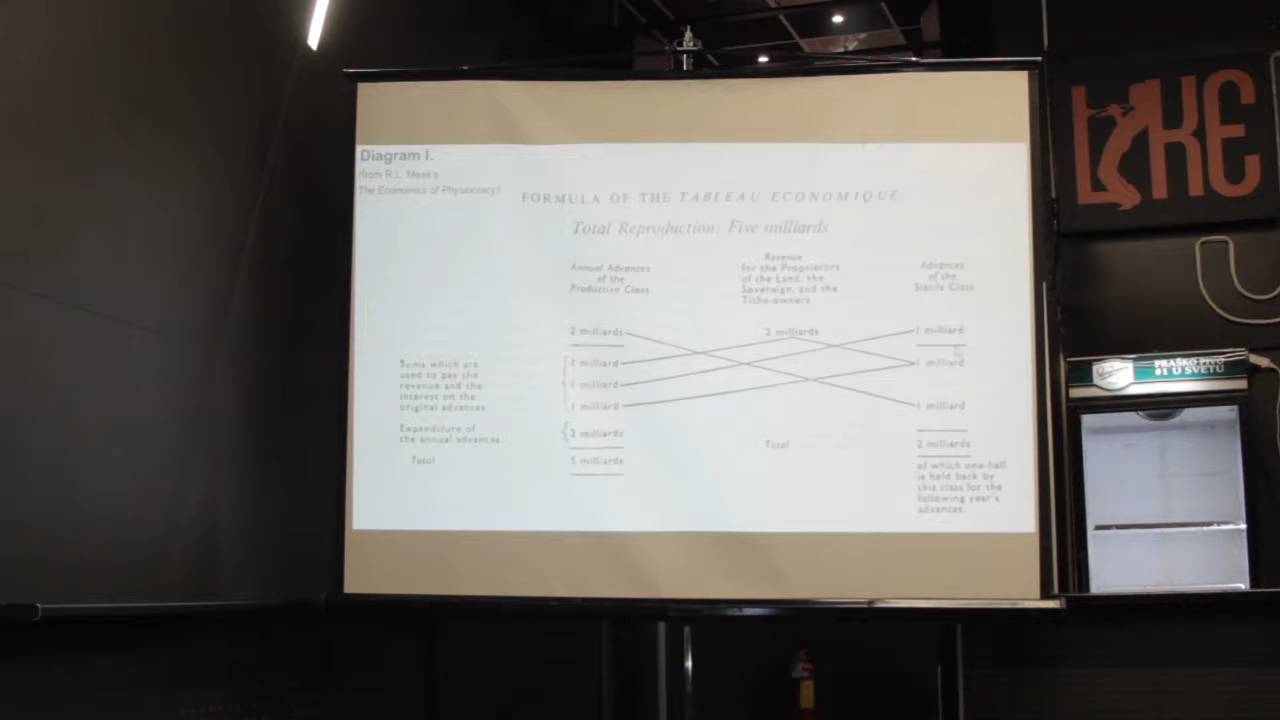 Diagram I.
(from R.L. Meek's
The Economics of Physiocracy)
FORMULA OF THE TABLEAU ECONOMIQUE
Total Reproduction: Five milliards
Annual Advances
of the
Productive Class
Revenue
for the Proprietors
of the Land, the
Sovereign, and the
Tithe-owners
Advances
of the
Sterile Class
2 milliards
2 milliards
1 milliard
Sums which are
used to pay the
revenue and the
interest on the
original advances
1 milliard
1 milliard
1 milliard
1 milliard
1 milliard
Expenditure of
the annual advances
2 milliards
Total
5 milliards
Total
2 milliards
of which one-half
is held back by
this class for the
following year's
advances.
LIKE
PRAŠKO PIVO
#1 U SVETU